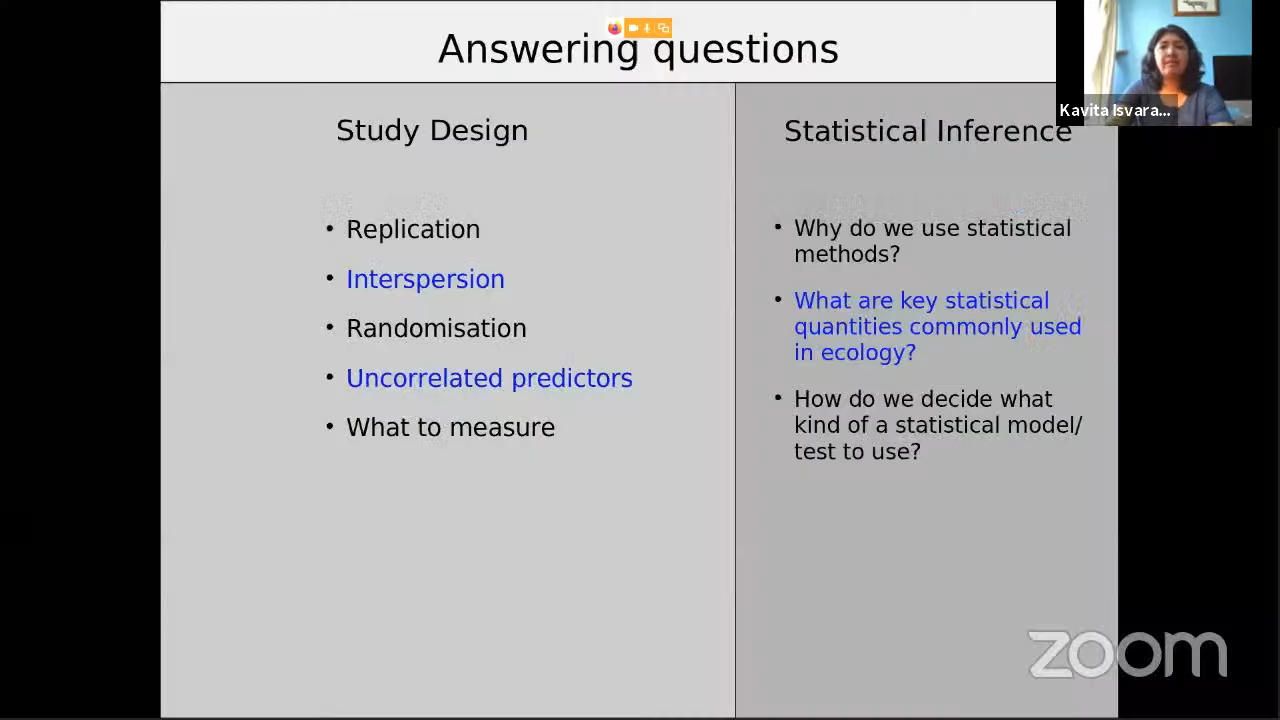 Answering questions
Kavita Isvara...
Study Design
Statistical Inference
• Replication
• Interspersion
• Randomisation
• Uncorrelated predictors
• What to measure
• Why do we use statistical
methods?
• What are key statistical
quantities commonly used
in ecology?
• How do we decide what
kind of a statistical model/
test to use?
zoom